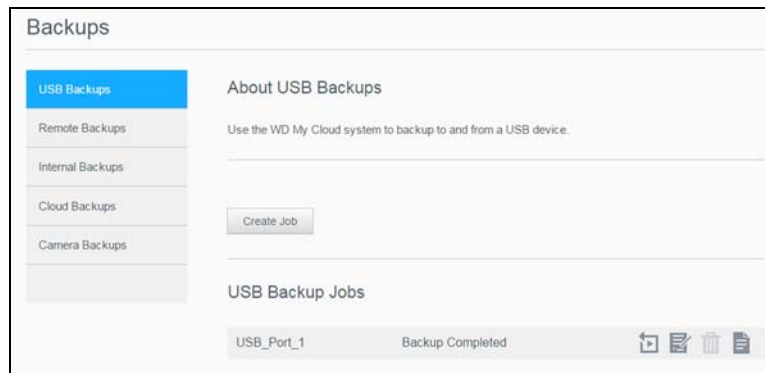 Backups
USB Backups
Remote Backups
Internal Backups
Cloud Backups
Camera Backups
About USB Backups
Use the WD My Cloud system to backup to and from a USB device.
Create Job
USB Backup Jobs
USB_Port_1 Backup Completed